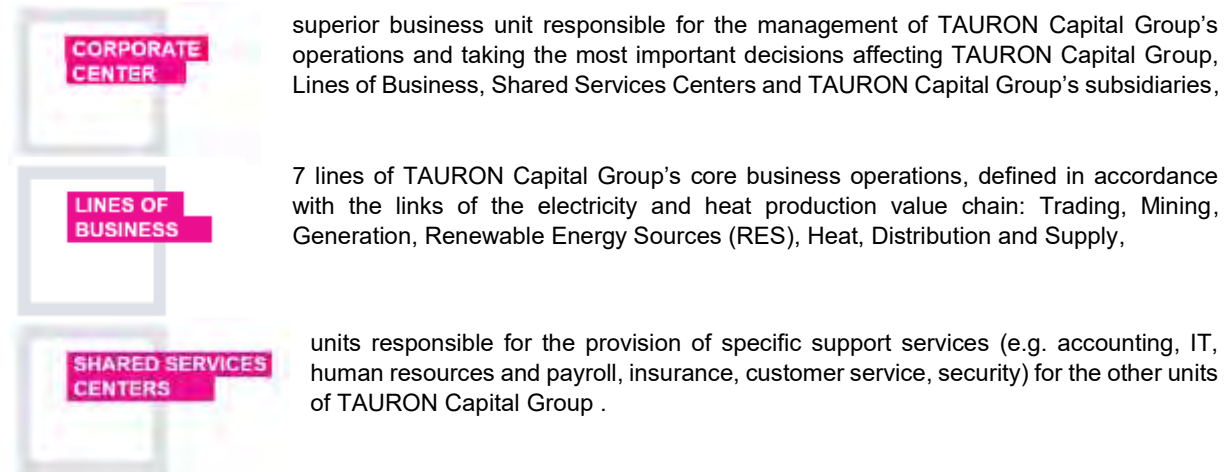 CORPORATE
CENTER
superior business unit responsible for the management of TAURON Capital Group’s
operations and taking the most important decisions affecting TAURON Capital Group,
Lines of Business, Shared Services Centers and TAURON Capital Group’s subsidiaries,
LINES OF
BUSINESS
7 lines of TAURON Capital Group’s core business operations, defined in accordance
with the links of the electricity and heat production value chain: Trading, Mining,
Generation, Renewable Energy Sources (RES), Heat, Distribution and Supply,
SHARED SERVICES
CENTERS
units responsible for the provision of specific support services (e.g. accounting, IT,
human resources and payroll, insurance, customer service, security) for the other units
of TAURON Capital Group .